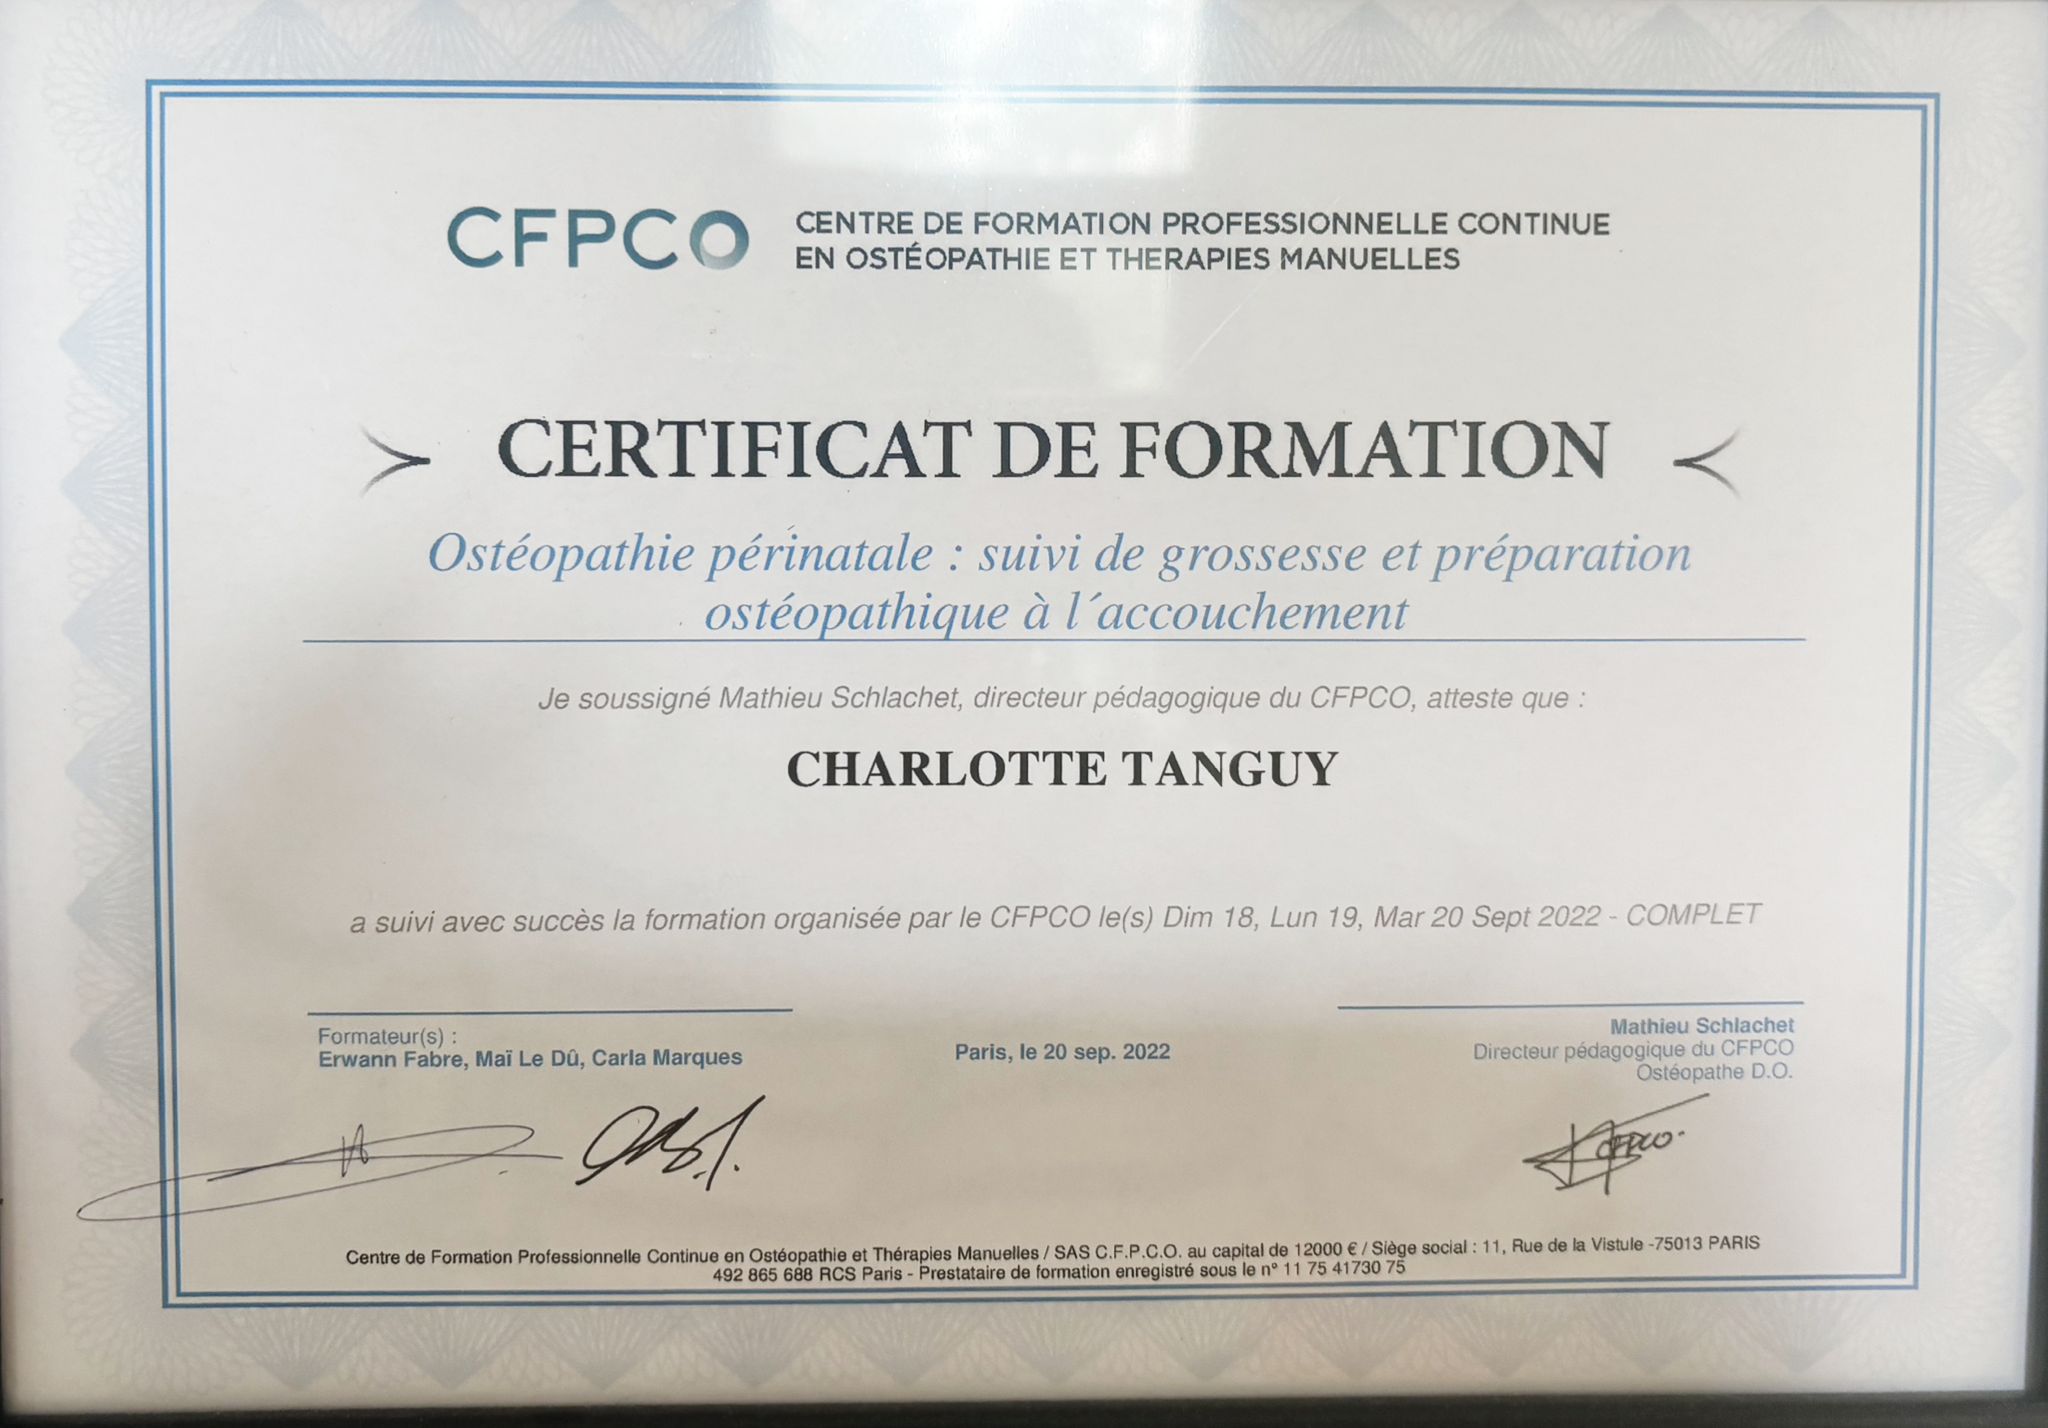 CFPCO
CENTRE DE FORMATION PROFESSIONNELLE CONTINUE
EN OSTÉOPATHIE ET THERAPIES MANUELLES
CERTIFICAT DE FORMATION
Ostéopathie périnatale : suivi de grossesse et préparation
ostéopathique à l´accouchement
Je soussigné Mathieu Schlachet, directeur pédagogique du CFPCO, atteste que :
CHARLOTTE TANGUY
a suivi avec succès la formation organisée par le CFPCO le(s) Dim 18, Lun 19, Mar 20 Sept 2022 - COMPLET
Formateur(s) :
Erwann Fabre, Maï Le Dû, Carla Marques
Paris, le 20 sep. 2022
Mathieu Schlachet
Directeur pédagogique du CFPCO
Ostéopathe D.O.
CFPCO.
Centre de Formation Professionnelle Continue en Ostéopathie et Thérapies Manuelles / SAS C.F.P.C.O. au capital de 12000 € / Siège social : 11, Rue de la Vistule -75013 PARIS
492 865 688 RCS Paris - Prestataire de formation enregistré sous le n° 11 75 41730 75